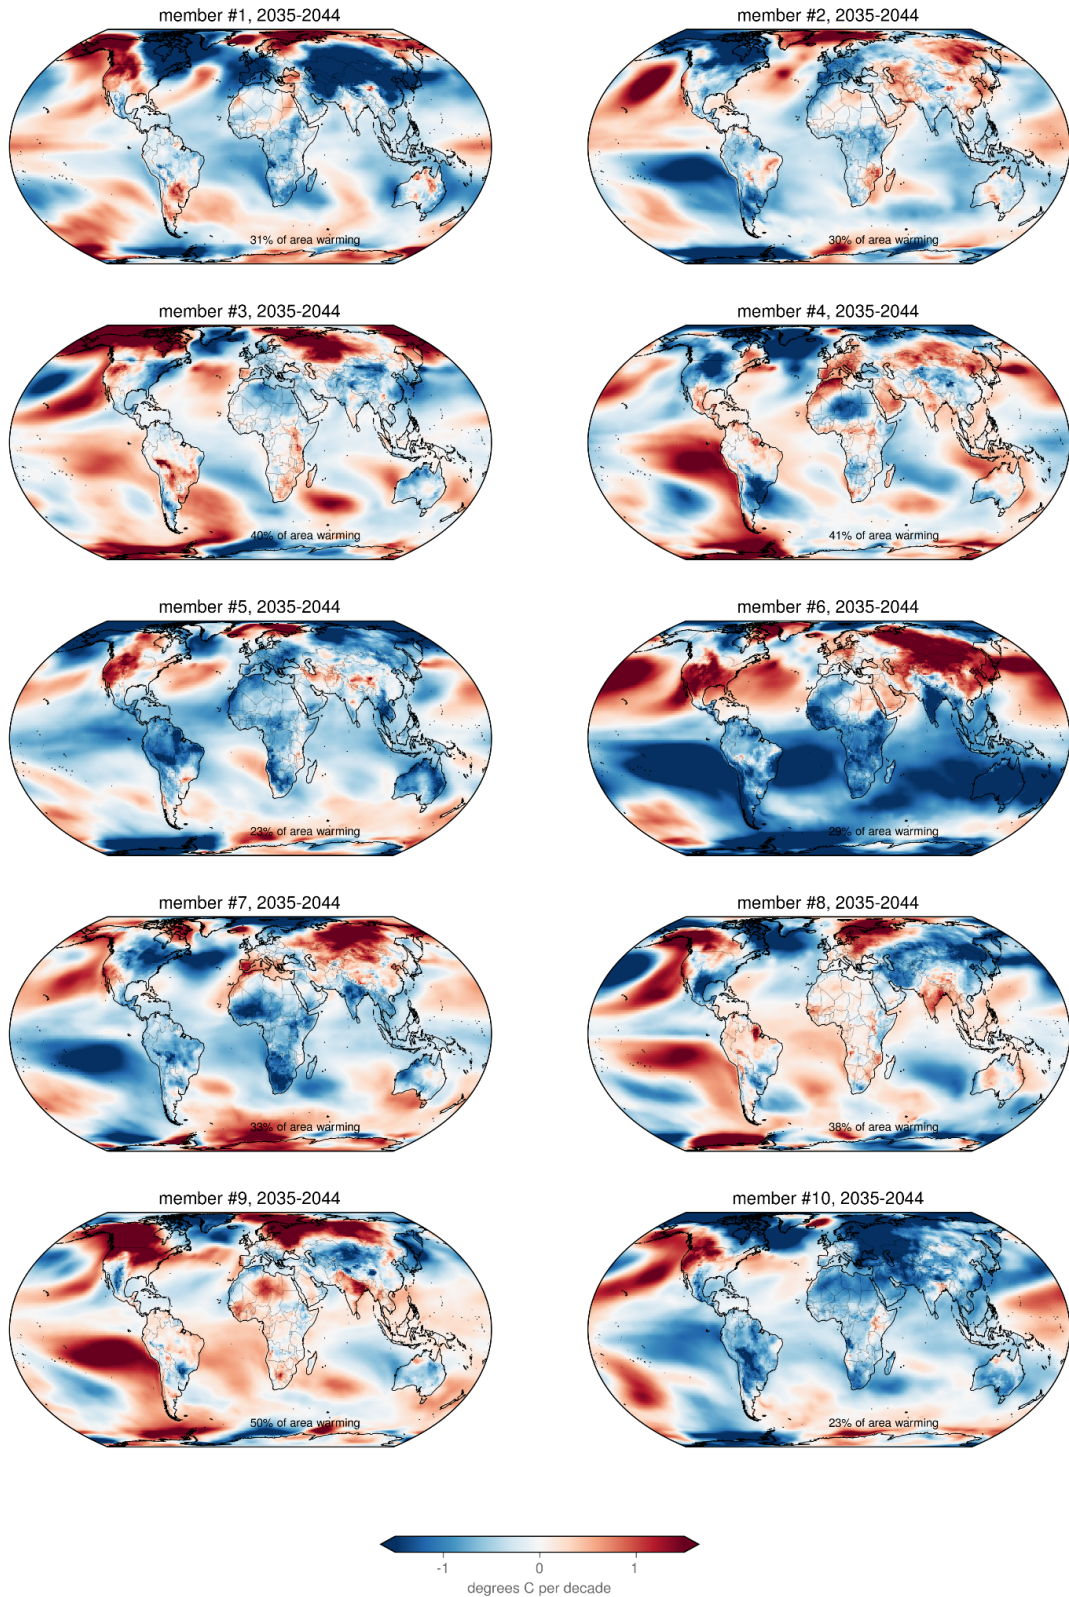 member #1, 2035-2044
31% of area warming
member #2, 2035-2044
30% of area warming
member #3, 2035-2044
40% of area warming
member #4, 2035-2044
41% of area warming
member #5, 2035-2044
23% of area warming
member #6, 2035-2044
29% of area warming
member #7, 2035-2044
33% of area warming
member #8, 2035-2044
38% of area warming
member #9, 2035-2044
50% of area warming
member #10, 2035-2044
23% of area warming
-1 0 1
degrees C per decade